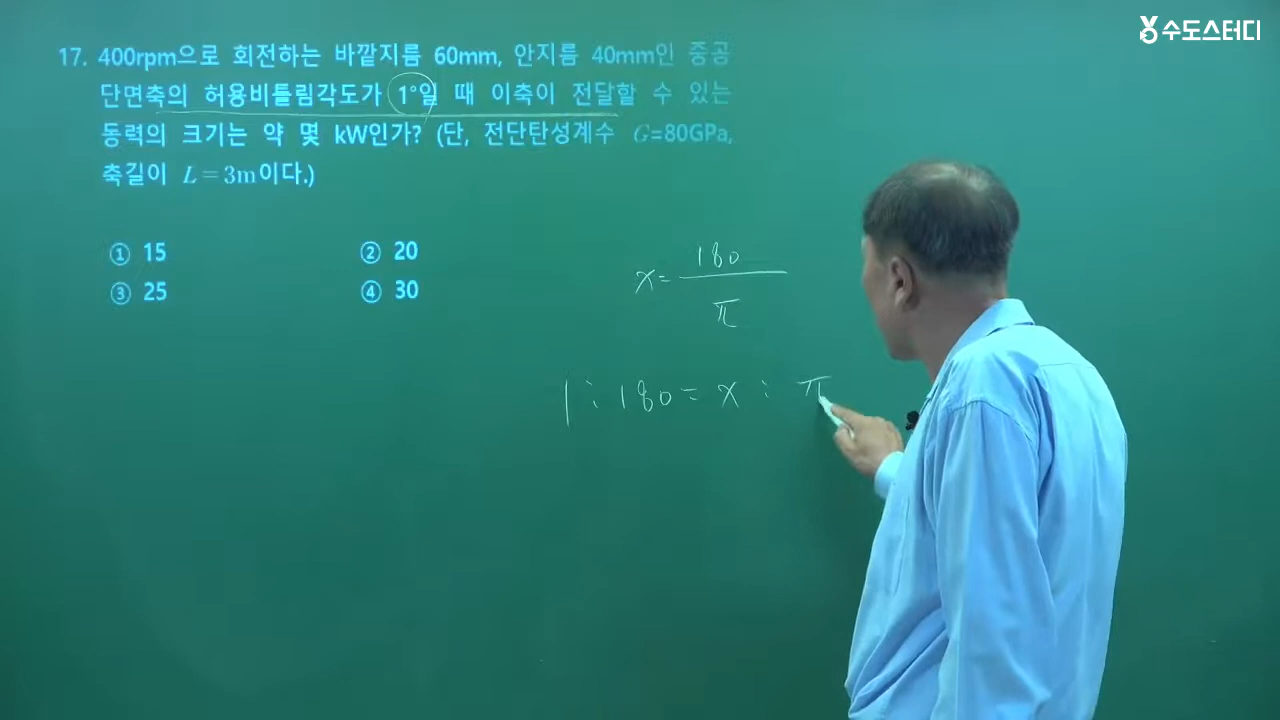 수도스터디
17. 400rpm으로 회전하는 바깥지름 60mm, 안지름 40mm인 중공
단면축의 허용비틀림각도가 1°일 때 이축이 전달할 수 있는
동력의 크기는 약 몇 kW인가? (단, 전단탄성계수 G=80GPa,
축길이 L=3m이다.)
① 15 ② 20
③ 25 ④ 30
x= 180/π
1:180=x:π